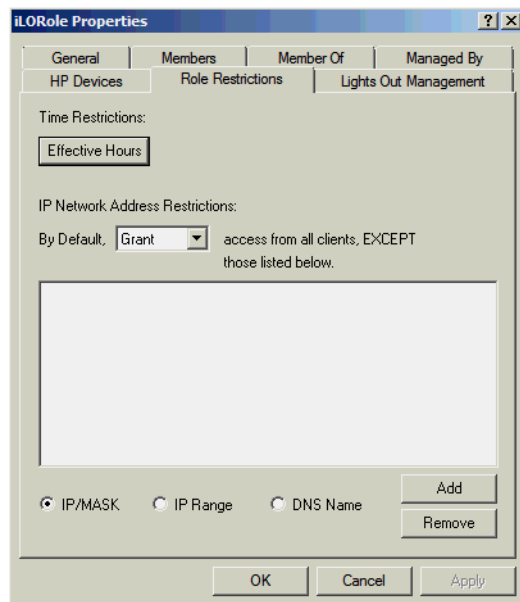 iLORole Properties
General Members Member Of Managed By
HP Devices Role Restrictions Lights Out Management
Time Restrictions:
Effective Hours
IP Network Address Restrictions:
By Default, Grant access from all clients, EXCEPT
those listed below.
IP/MASK IP Range DNS Name
Add
Remove
OK Cancel Apply